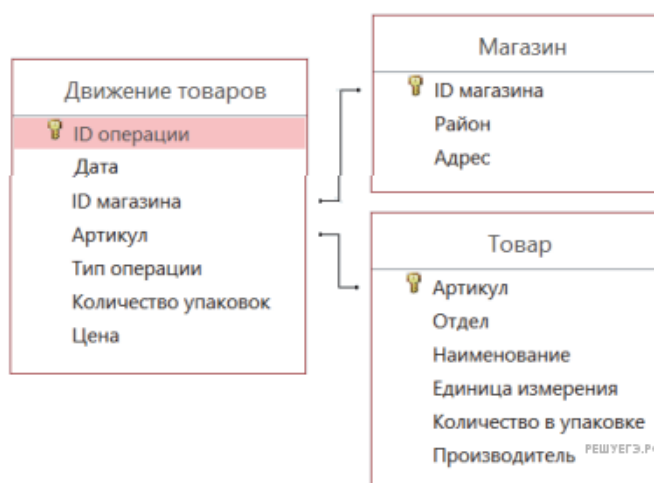 Движение товаров
ID операции
Дата
ID магазина
Артикул
Тип операции
Количество упаковок
Цена
Магазин
ID магазина
Район
Адрес
Товар
Артикул
Отдел
Наименование
Единица измерения
Количество в упаковке
Производитель